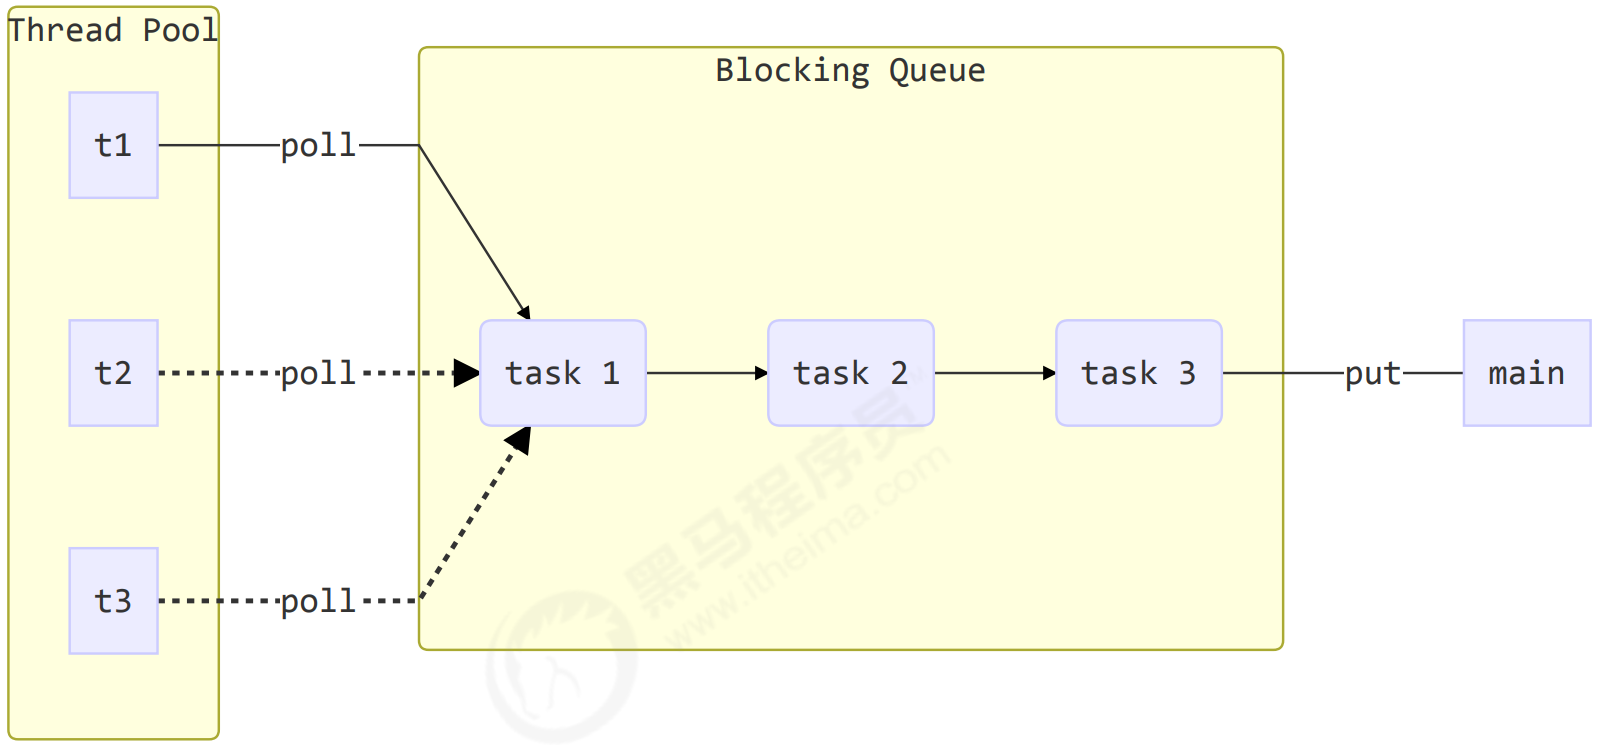 Thread Pool
Blocking Queue
t1
poll
t2
poll
task 1
task 2
task 3
put
main
t3
poll
黑马程序员
www.itheima.com